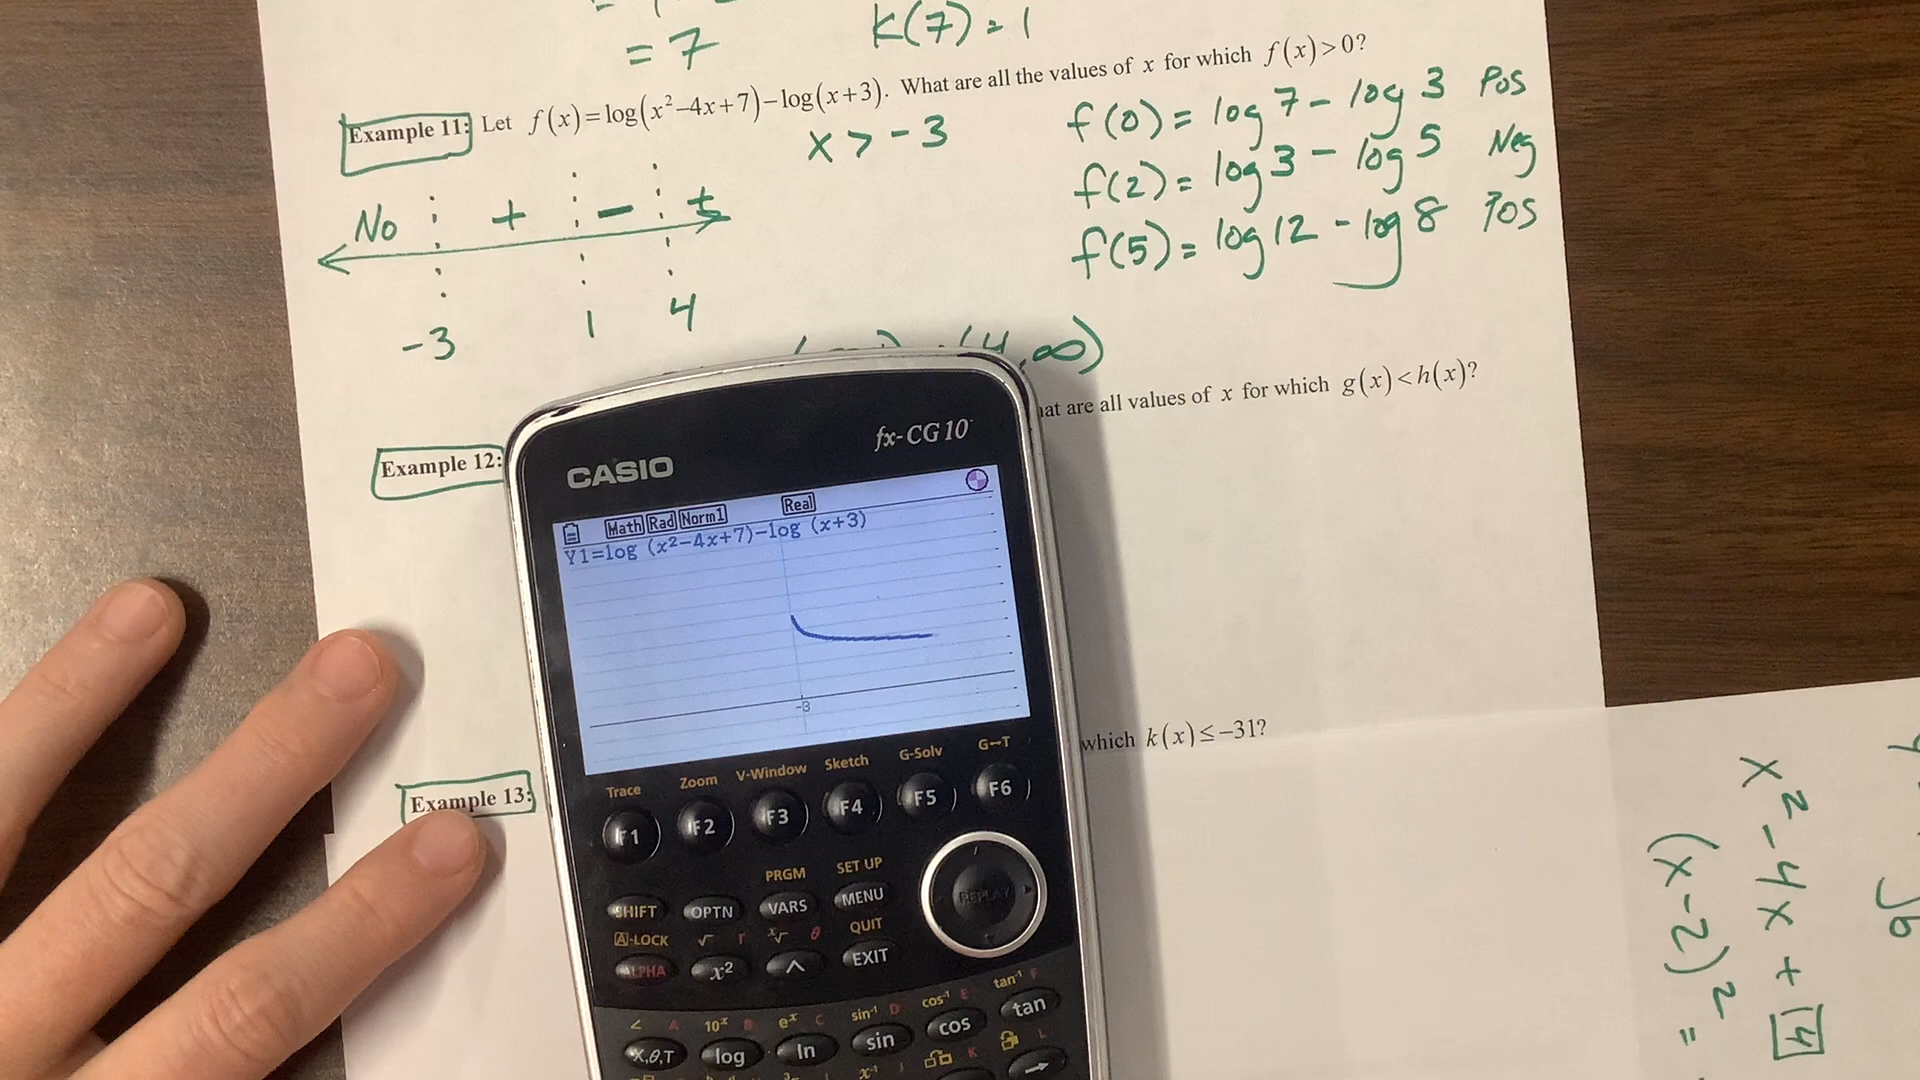 = 7
k(7) = 1
Example 11: Let f(x)=log(x²−4x+7)−log(x+3). What are all the values of x for which f(x)>0?
x > -3
f(0) = log 7 - log 3 Pos
f(2) = log 3 - log 5 Neg
f(5) = log 12 - log 8 Pos
No + - +
-3 1 4
(4,∞)
at are all values of x for which g(x)<h(x)?
Example 12:
which k(x)≤−31?
Example 13:
CASIO fx-CG10
Math Rad Norm1 Real
Y1=log (x²−4x+7)−log (x+3)
-3
Trace Zoom V-Window Sketch G-Solv G↔T
F1 F2 F3 F4 F5 F6
PRGM SET UP
SHIFT OPTN VARS MENU
A-LOCK √ r ˣ√ θ QUIT
ALPHA x² ^ EXIT
REPLAY
∠ A 10ˣ B eˣ C sin⁻¹ D cos⁻¹ E tan⁻¹ F
X,θ,T log ln sin cos tan
x⁻¹ J K L
→
x² - 4x + 4
(x-2)² =